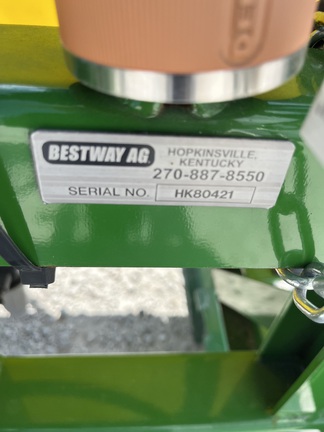 BESTWAY AG
HOPKINSVILLE,
KENTUCKY
270-887-8550
SERIAL NO. HK80421